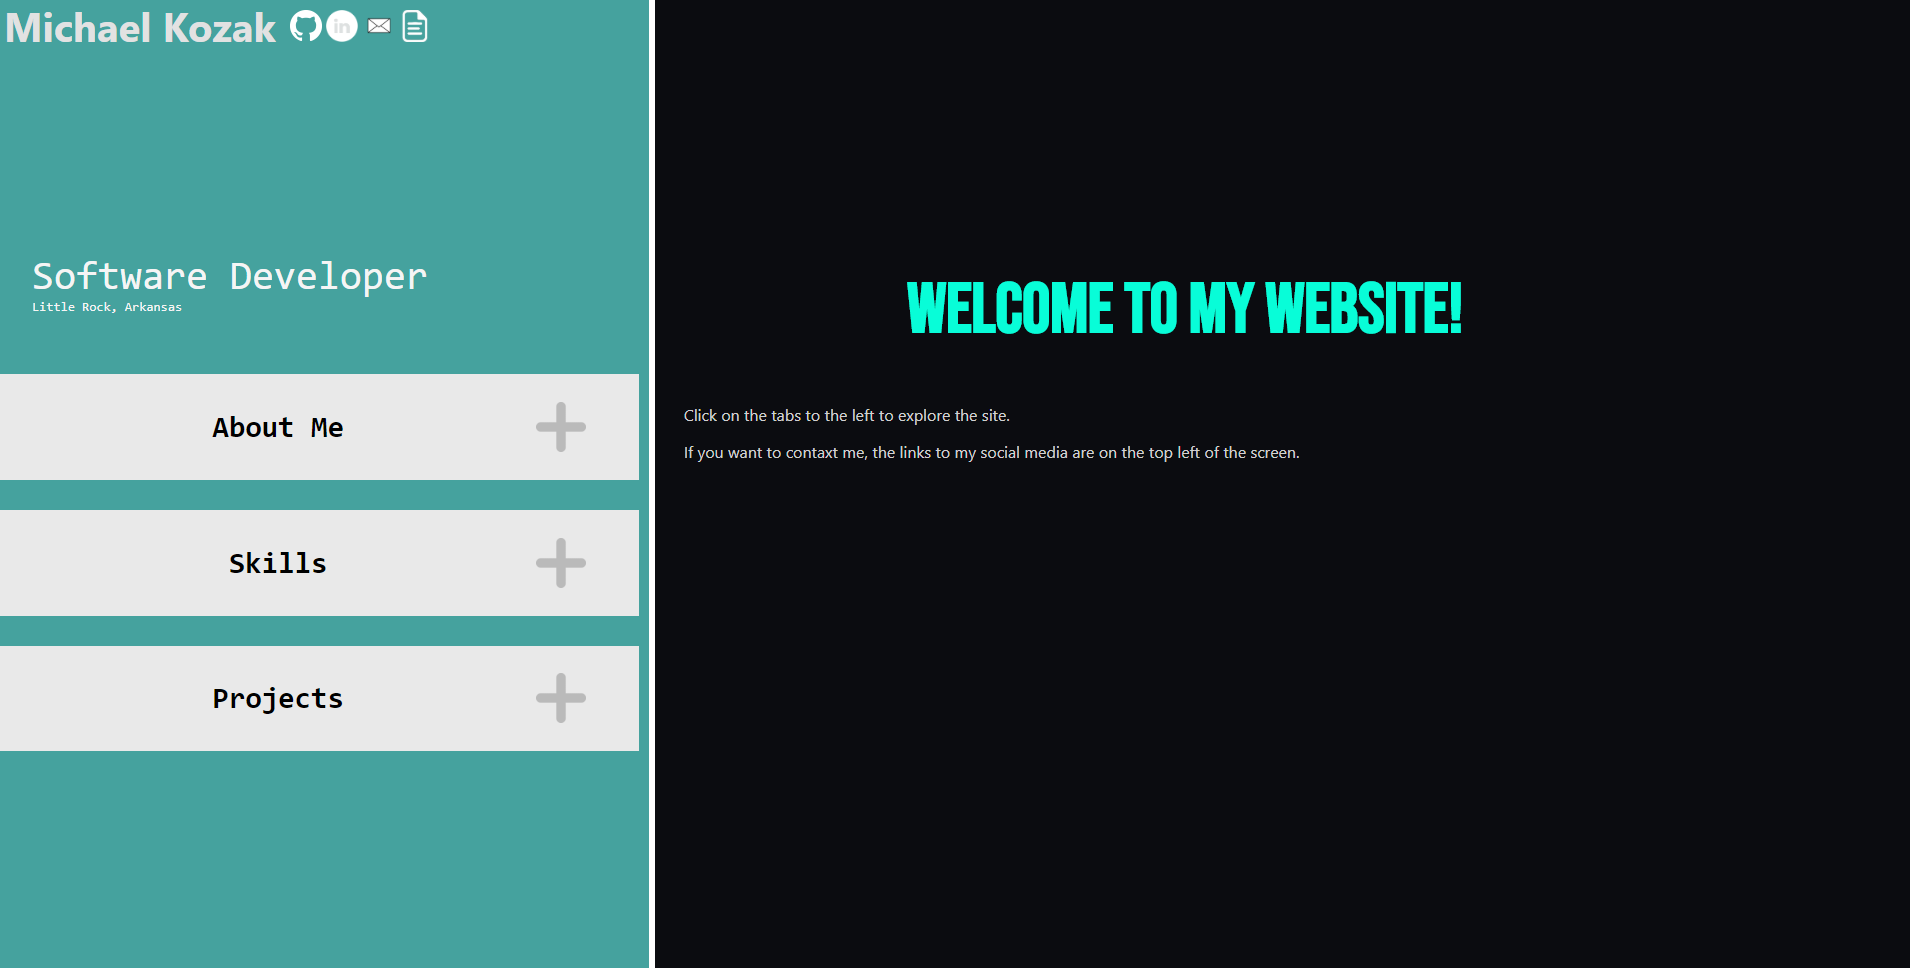 Michael Kozak in
Software Developer
Little Rock, Arkansas
About Me
Skills
Projects
WELCOME TO MY WEBSITE!
Click on the tabs to the left to explore the site.
If you want to contaxt me, the links to my social media are on the top left of the screen.